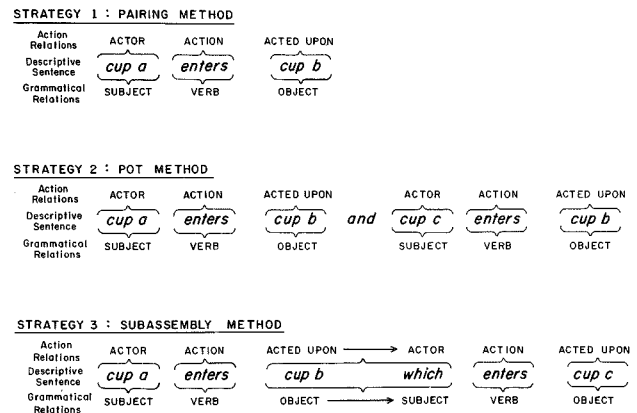 STRATEGY 1 : PAIRING METHOD
Action Relations ACTOR ACTION ACTED UPON
Descriptive Sentence cup a enters cup b
Grammatical Relations SUBJECT VERB OBJECT
STRATEGY 2 : POT METHOD
Action Relations ACTOR ACTION ACTED UPON ACTOR ACTION ACTED UPON
Descriptive Sentence cup a enters cup b and cup c enters cup b
Grammatical Relations SUBJECT VERB OBJECT SUBJECT VERB OBJECT
STRATEGY 3 : SUBASSEMBLY METHOD
Action Relations ACTOR ACTION ACTED UPON → ACTOR ACTION ACTED UPON
Descriptive Sentence cup a enters cup b which enters cup c
Grammatical Relations SUBJECT VERB OBJECT → SUBJECT VERB OBJECT